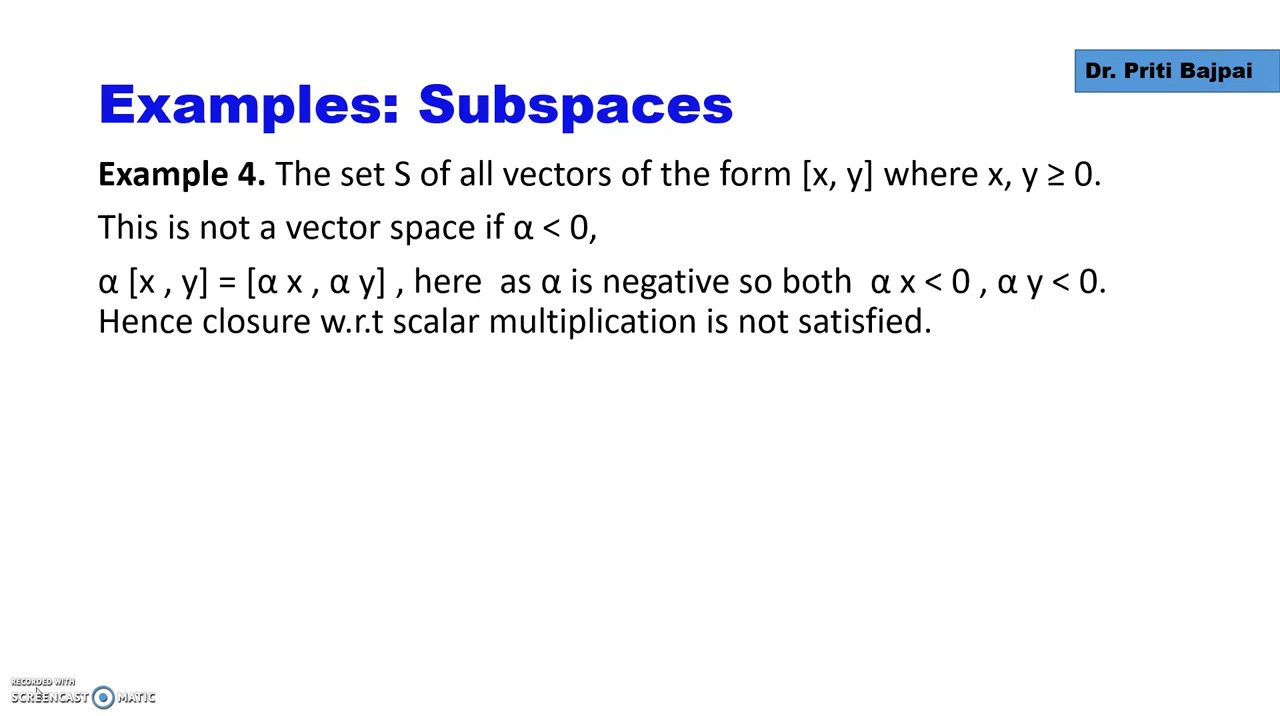 Dr. Priti Bajpai
Examples: Subspaces
Example 4. The set S of all vectors of the form [x, y] where x, y ≥ 0.
This is not a vector space if α < 0,
α [x , y] = [α x , α y] , here as α is negative so both α x < 0 , α y < 0.
Hence closure w.r.t scalar multiplication is not satisfied.
RECORDED WITH
SCREENCAST MATIC